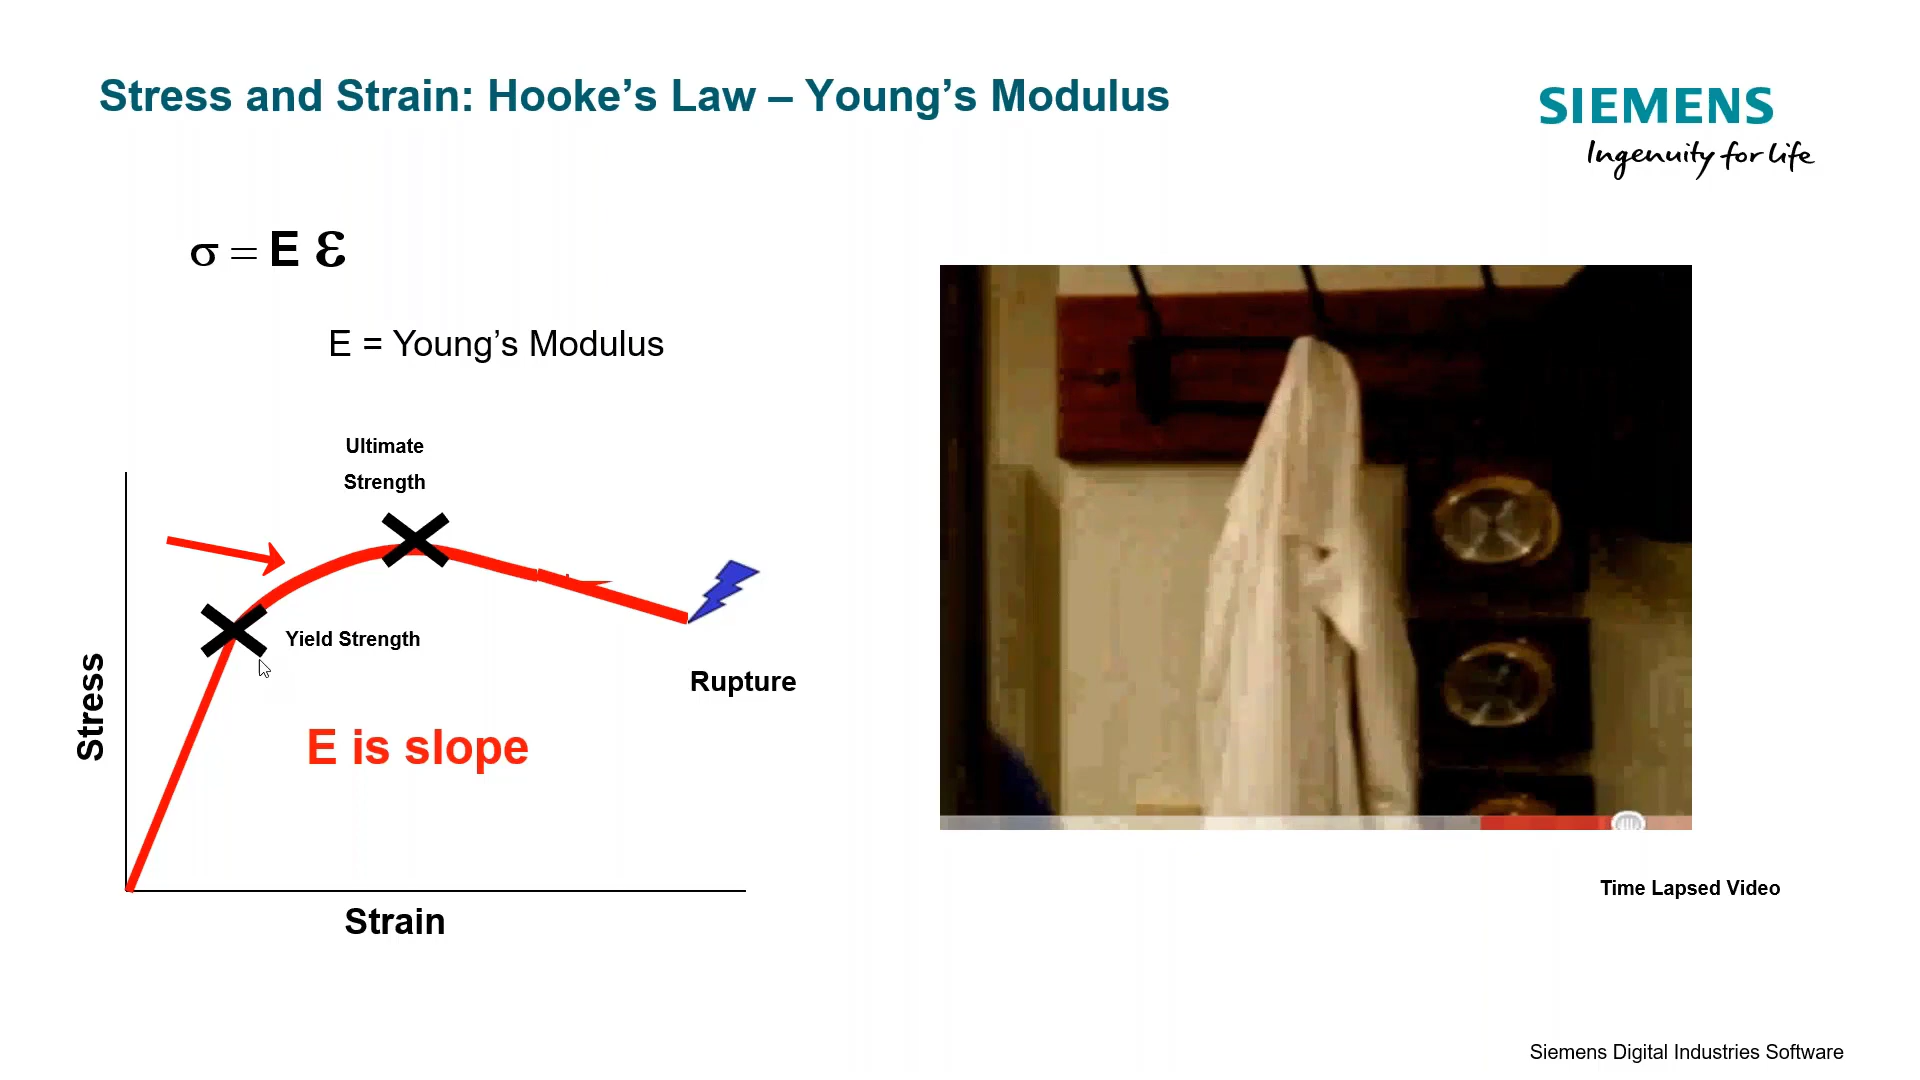 Stress and Strain: Hooke’s Law – Young’s Modulus
SIEMENS
Ingenuity for life
σ = E ε
E = Young’s Modulus
Ultimate
Strength
Yield Strength
Rupture
Stress
E is slope
Strain
Time Lapsed Video
Siemens Digital Industries Software